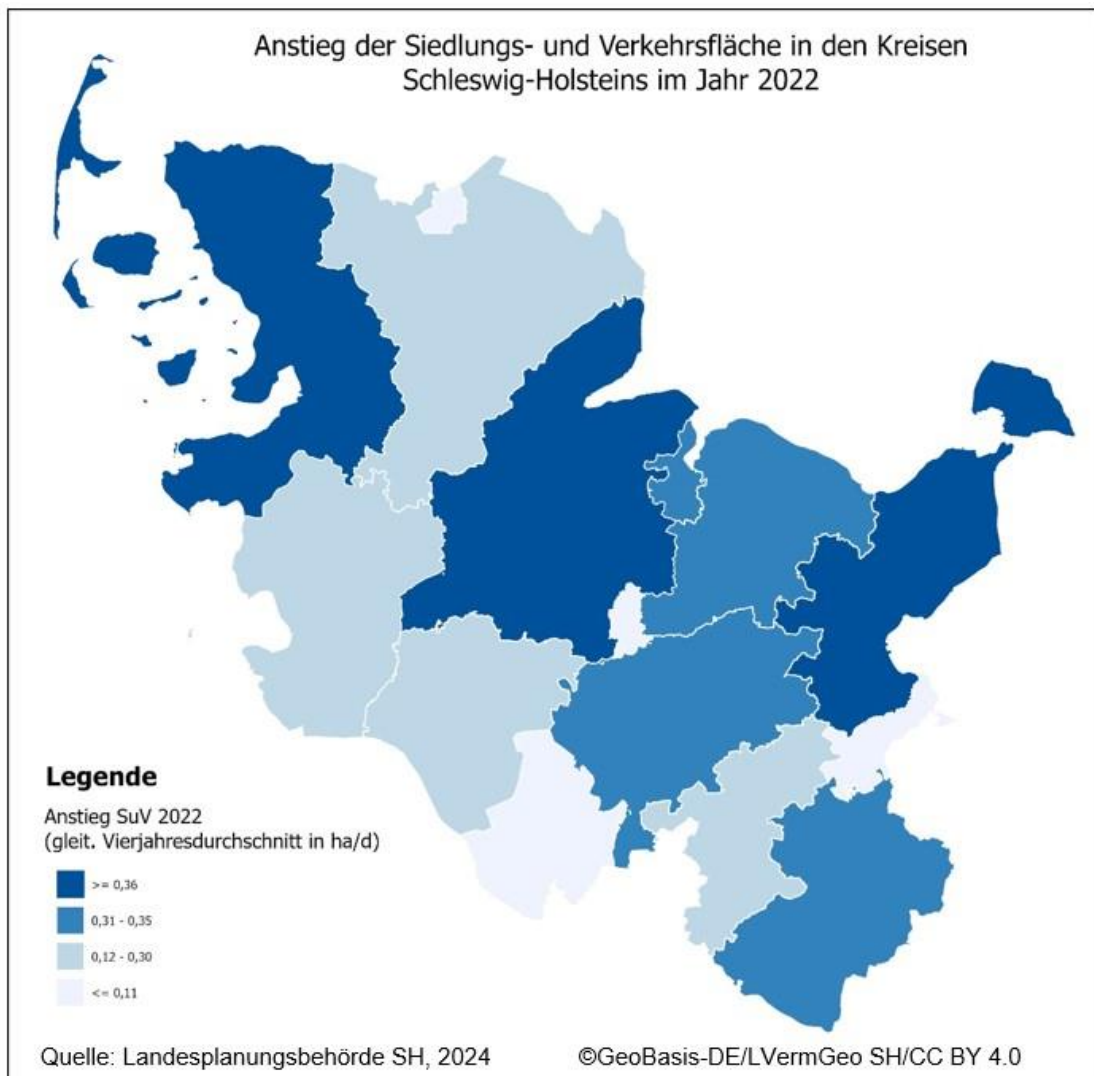 Anstieg der Siedlungs- und Verkehrsfläche in den Kreisen
Schleswig-Holsteins im Jahr 2022
Legende
Anstieg SuV 2022
(gleit. Vierjahresdurchschnitt in ha/d)
>= 0,36
0,31 - 0,35
0,12 - 0,30
<= 0,11
Quelle: Landesplanungsbehörde SH, 2024 ©GeoBasis-DE/LVermGeo SH/CC BY 4.0